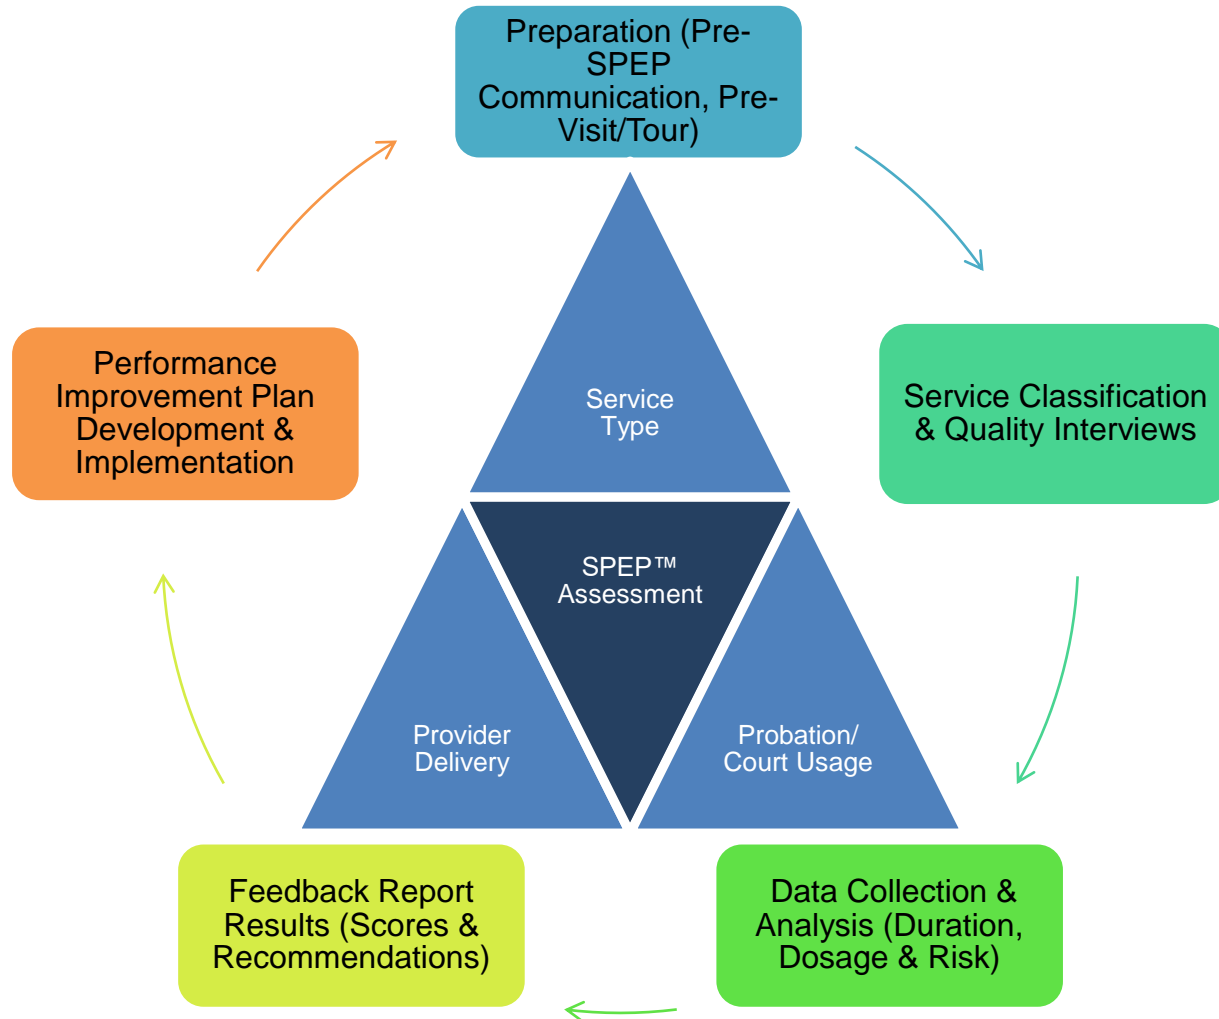 Preparation (Pre-
SPEP
Communication, Pre-
Visit/Tour)
Performance
Improvement Plan
Development &
Implementation
Service Classification
& Quality Interviews
Service
Type
SPEP™
Assessment
Provider
Delivery
Probation/
Court Usage
Feedback Report
Results (Scores &
Recommendations)
Data Collection &
Analysis (Duration,
Dosage & Risk)